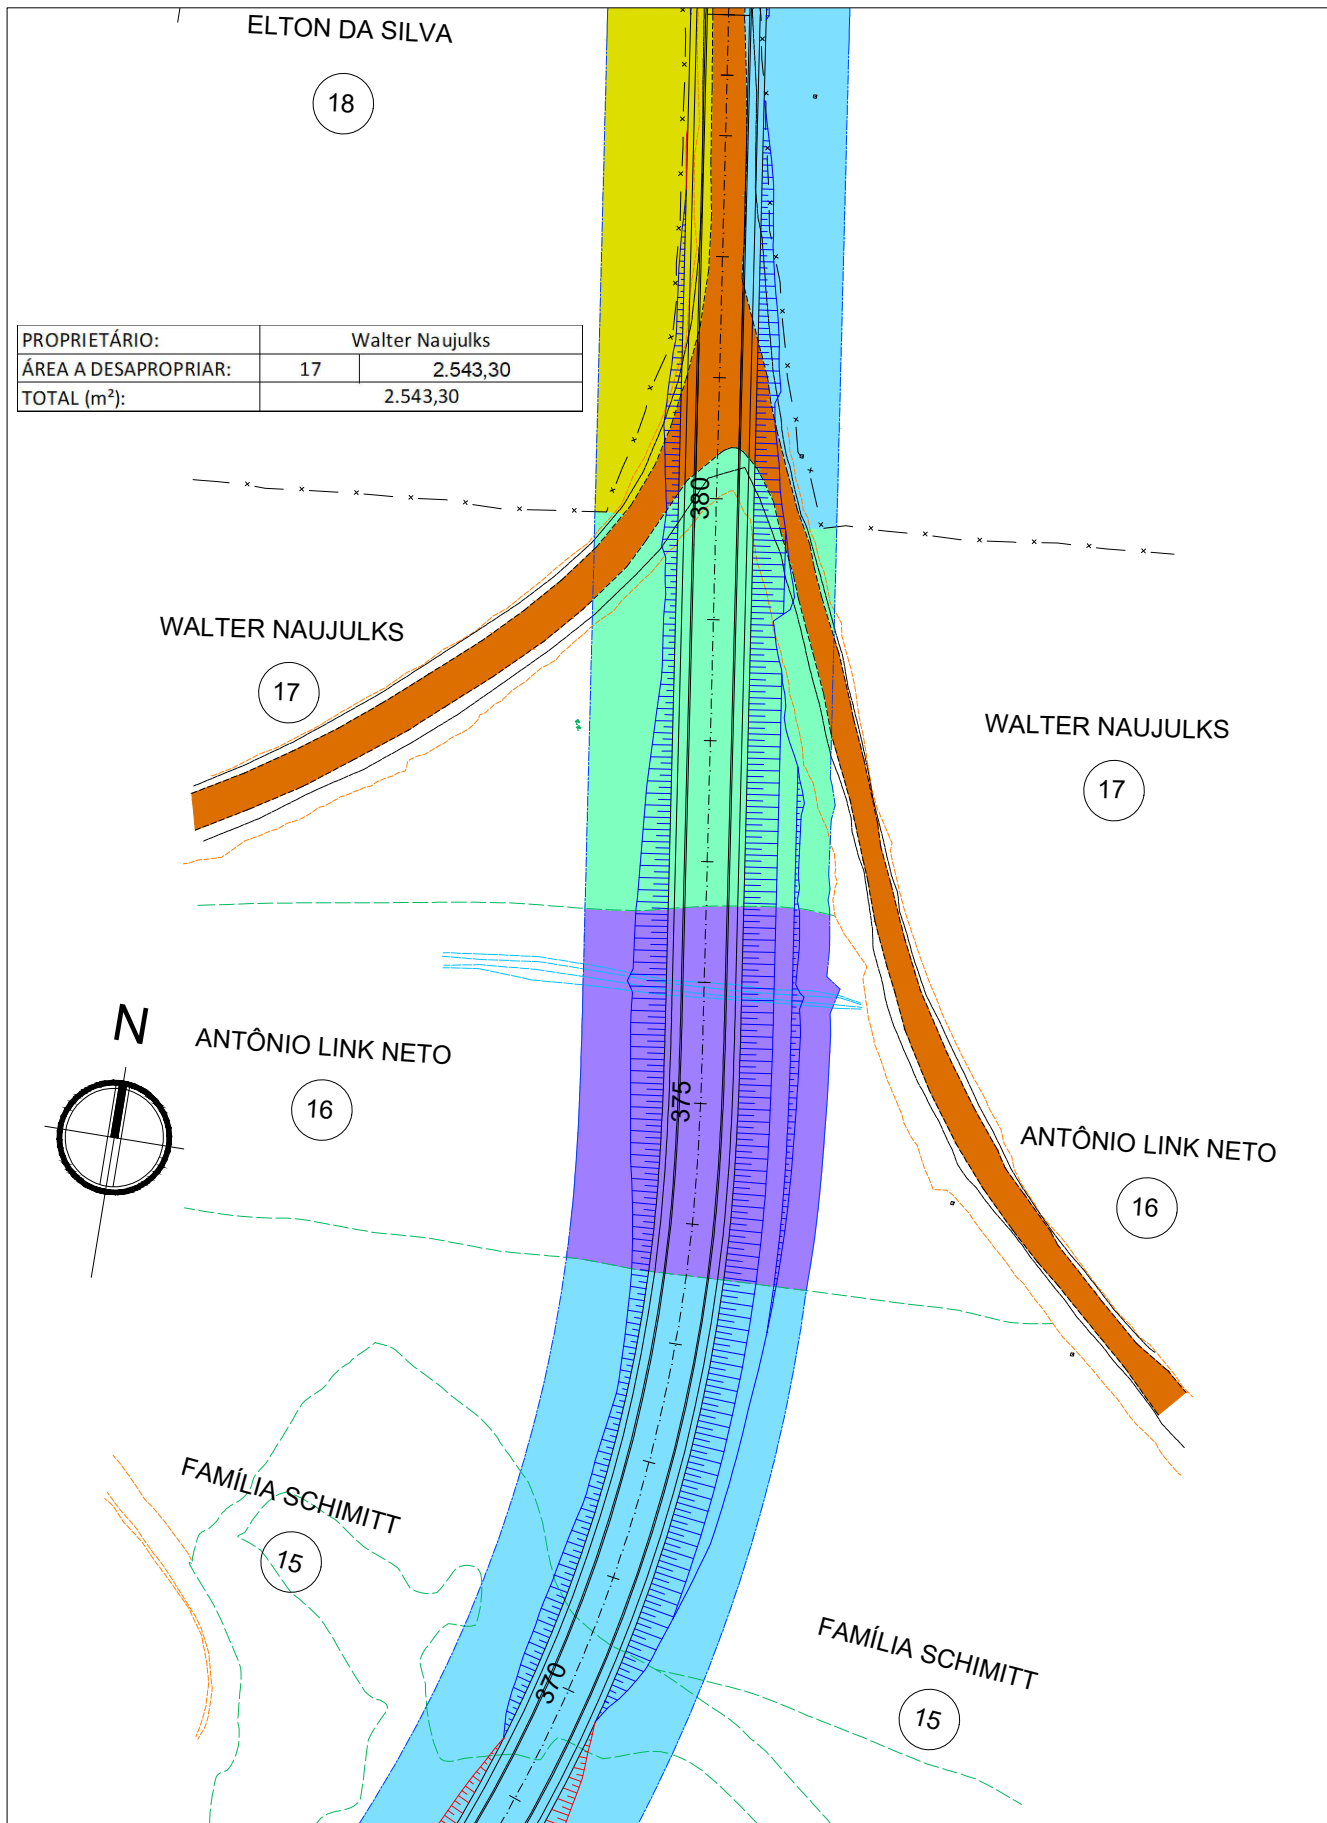 ELTON DA SILVA
18
PROPRIETÁRIO: Walter Naujulks
ÁREA A DESAPROPRIAR: 17 2.543,30
TOTAL (m²): 2.543,30
380
WALTER NAUJULKS
17
WALTER NAUJULKS
17
N
ANTÔNIO LINK NETO
16
375
ANTÔNIO LINK NETO
16
FAMÍLIA SCHIMITT
15
370
FAMÍLIA SCHIMITT
15